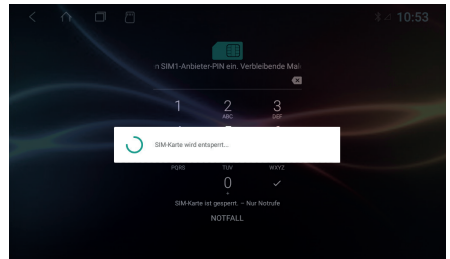 10:53
n SIM1-Anbieter-PIN ein. Verbleibende Mal
1 2 3
ABC DEF
SIM-Karte wird entsperrt...
PQRS TUV WXYZ
0
+
SIM-Karte ist gesperrt. – Nur Notrufe
NOTFALL